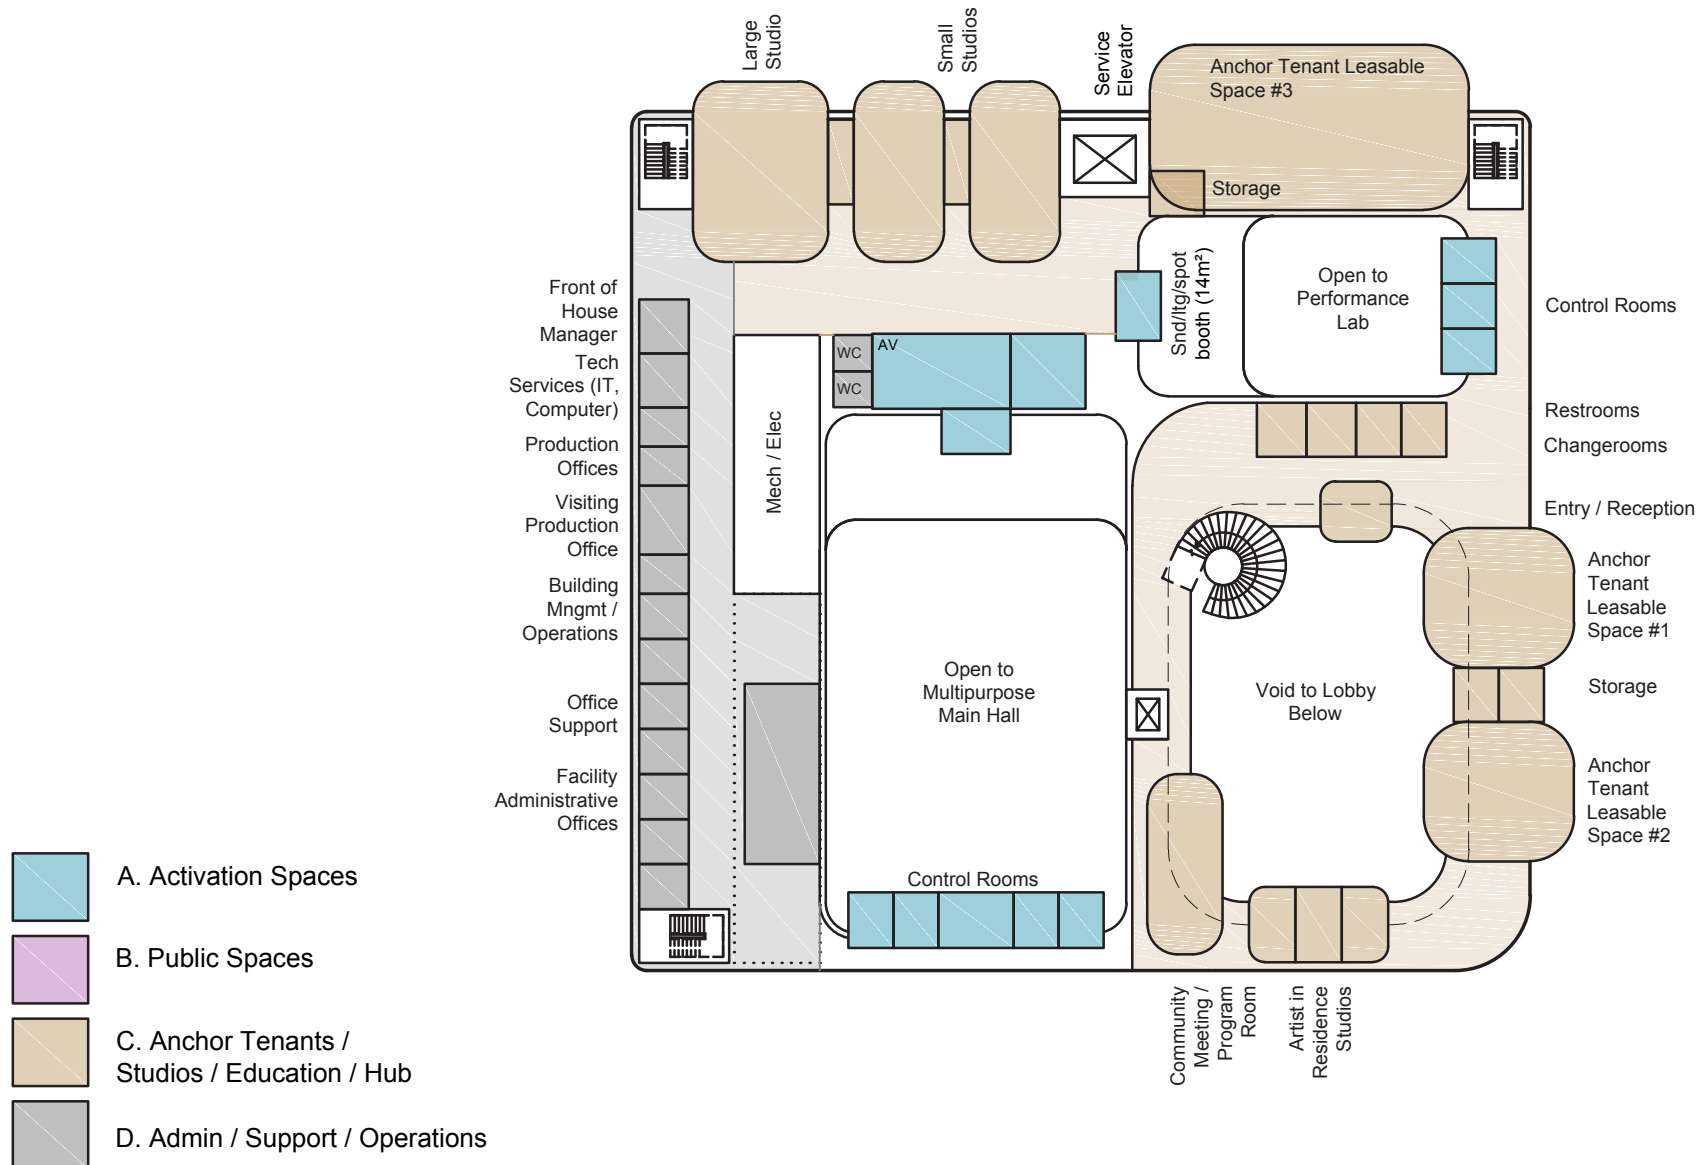 Large
Studio
Small
Studios
Service
Elevator
Anchor Tenant Leasable
Space #3
Storage
Snd/ltg/spot
booth (14m²)
Open to
Performance
Lab
Control Rooms
Front of
House
Manager
Tech
Services (IT,
Computer)
Production
Offices
Visiting
Production
Office
Building
Mngmt /
Operations
Office
Support
Facility
Administrative
Offices
WC
WC
AV
Mech / Elec
Restrooms
Changerooms
Entry / Reception
Anchor
Tenant
Leasable
Space #1
Storage
Anchor
Tenant
Leasable
Space #2
Open to
Multipurpose
Main Hall
Void to Lobby
Below
Control Rooms
Community
Meeting /
Program
Room
Artist in
Residence
Studios
A. Activation Spaces
B. Public Spaces
C. Anchor Tenants /
Studios / Education / Hub
D. Admin / Support / Operations